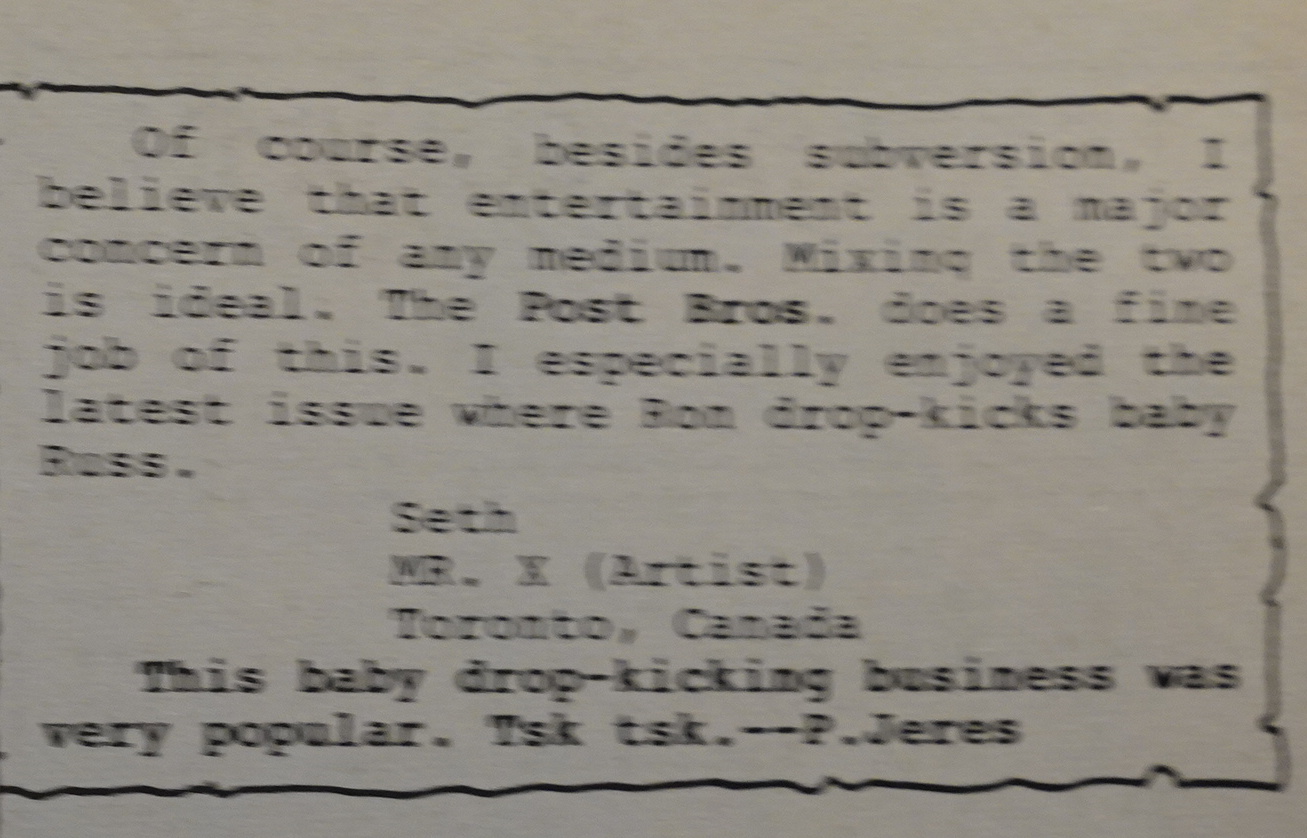 Of course, besides subversion, I
believe that entertainment is a major
concern of any medium. Mixing the two
is ideal. The Post Bros. does a fine
job of this. I especially enjoyed the
latest issue where Ron drop-kicks baby
Russ.
Seth
MR. X (Artist)
Toronto, Canada
This baby drop-kicking business was
very popular. Tsk tsk.--P.Jeres